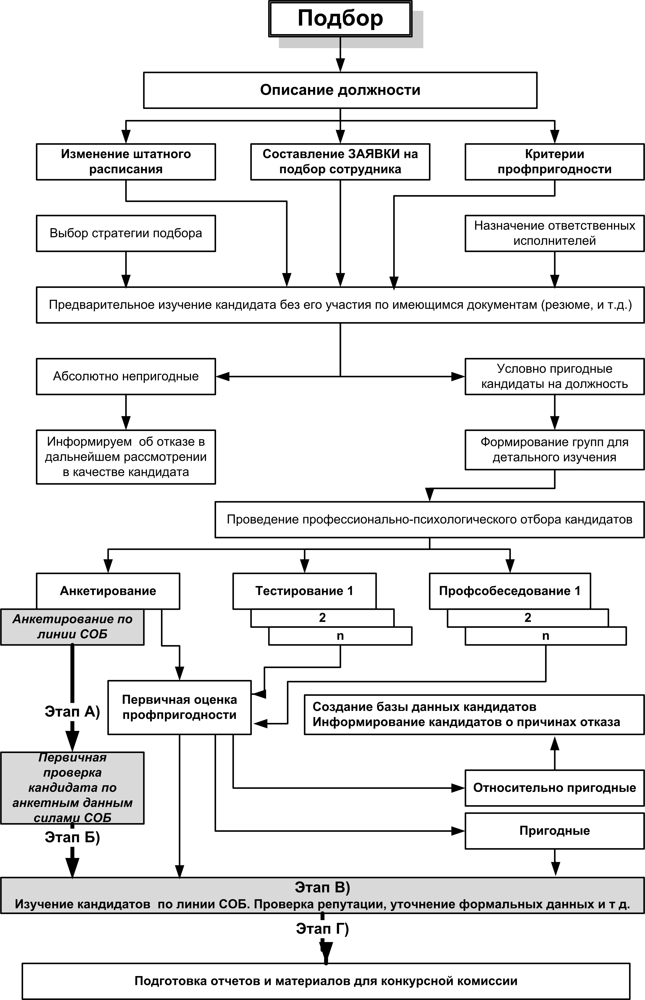 Подбор
Описание должности
Изменение штатного
расписания
Составление ЗАЯВКИ на
подбор сотрудника
Критерии
профпригодности
Выбор стратегии подбора
Назначение ответственных
исполнителей
Предварительное изучение кандидата без его участия по имеющимся документам (резюме, и т.д.)
Абсолютно непригодные
Условно пригодные
кандидаты на должность
Информируем  об отказе в
дальнейшем рассмотрении
в качестве кандидата
Формирование групп для
детального изучения
Проведение профессионально-психологического отбора кандидатов
Анкетирование
Тестирование 1
Профсобеседование 1
Анкетирование по
линии СОБ
2
n
2
n
Первичная оценка
профпригодности
Создание базы данных кандидатов
Информирование кандидатов о причинах отказа
Этап А)
Первичная
проверка
кандидата по
анкетным данным
силами СОБ
Относительно пригодные
Пригодные
Этап Б)
Этап В)
Изучение кандидатов  по линии СОБ. Проверка репутации, уточнение формальных данных и т д.
Этап Г)
Подготовка отчетов и материалов для конкурсной комиссии